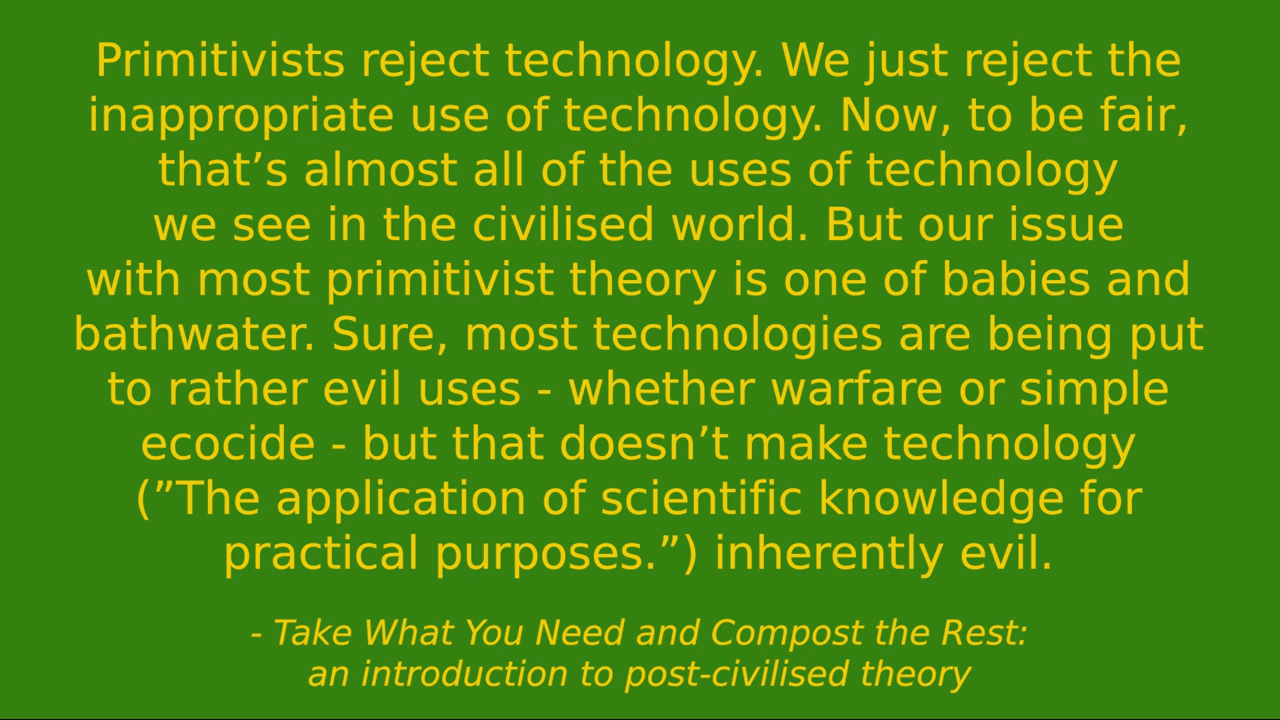 Primitivists reject technology. We just reject the
inappropriate use of technology. Now, to be fair,
that’s almost all of the uses of technology
we see in the civilised world. But our issue
with most primitivist theory is one of babies and
bathwater. Sure, most technologies are being put
to rather evil uses - whether warfare or simple
ecocide - but that doesn’t make technology
(”The application of scientific knowledge for
practical purposes.”) inherently evil.
- Take What You Need and Compost the Rest:
an introduction to post-civilised theory